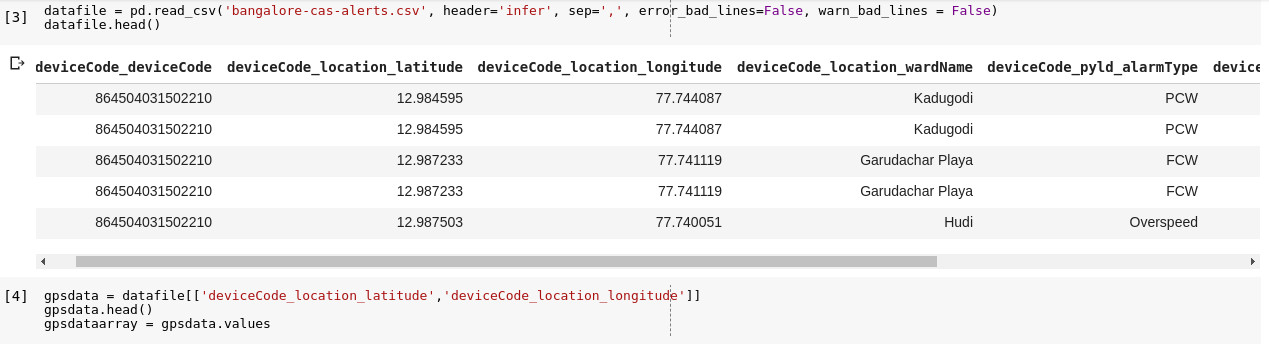 [3] datafile = pd.read_csv('bangalore-cas-alerts.csv', header='infer', sep=',', error_bad_lines=False, warn_bad_lines = False)
datafile.head()
deviceCode_deviceCode deviceCode_location_latitude deviceCode_location_longitude deviceCode_location_wardName deviceCode_pyld_alarmType device
864504031502210 12.984595 77.744087 Kadugodi PCW
864504031502210 12.984595 77.744087 Kadugodi PCW
864504031502210 12.987233 77.741119 Garudachar Playa FCW
864504031502210 12.987233 77.741119 Garudachar Playa FCW
864504031502210 12.987503 77.740051 Hudi Overspeed
[4] gpsdata = datafile[['deviceCode_location_latitude','deviceCode_location_longitude']]
gpsdata.head()
gpsdataarray = gpsdata.values